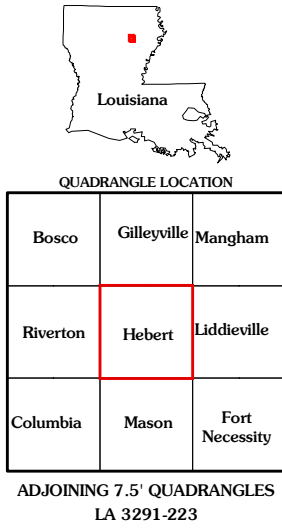 Louisiana
QUADRANGLE LOCATION
Bosco
Gilleyville
Mangham
Riverton
Hebert
Liddieville
Columbia
Mason
Fort
Necessity
ADJOINING 7.5' QUADRANGLES
LA 3291-223